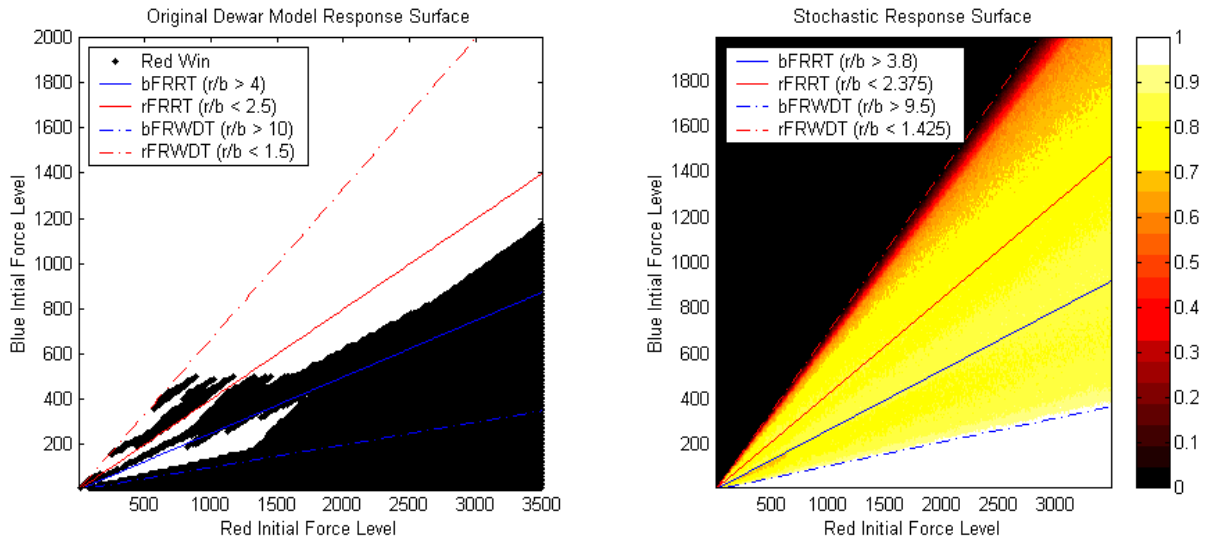 Original Dewar Model Response Surface
2000
1800
1600
1400
1200
1000
800
600
400
200
Blue Intial Force Level
Red Win
bFRRT (r/b > 4)
rFRRT (r/b < 2.5)
bFRWDT (r/b > 10)
rFRWDT (r/b < 1.5)
500 1000 1500 2000 2500 3000 3500
Red Initial Force Level
Stochastic Response Surface
1800
1600
1400
1200
1000
800
600
400
200
Blue Intial Force Level
bFRRT (r/b > 3.8)
rFRRT (r/b < 2.375)
bFRWDT (r/b > 9.5)
rFRWDT (r/b < 1.425)
500 1000 1500 2000 2500 3000
Red Initial Force Level
1
0.9
0.8
0.7
0.6
0.5
0.4
0.3
0.2
0.1
0